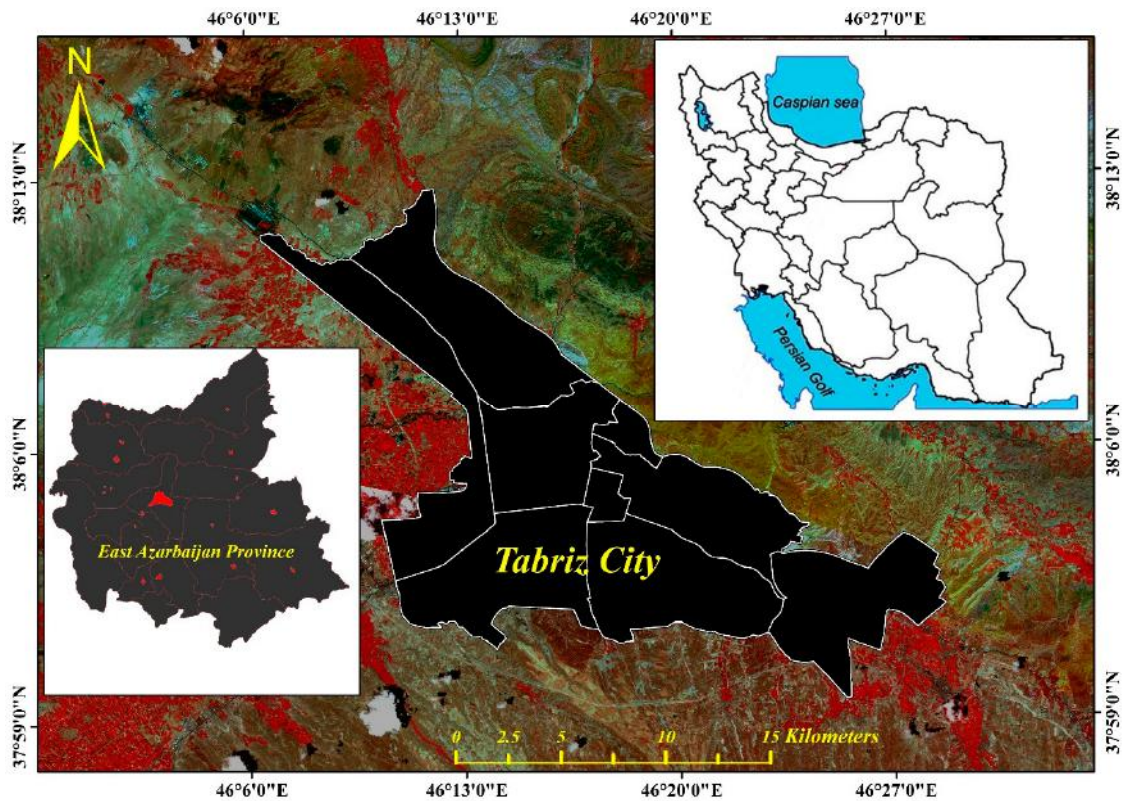 46°6'0"E 46°13'0"E 46°20'0"E 46°27'0"E
N
Caspian sea
38°13'0"N 38°13'0"N
Persian Golf
38°6'0"N 38°6'0"N
East Azarbaijan Province
Tabriz City
37°59'0"N 37°59'0"N
0 2.5 5 10 15 Kilometers
46°6'0"E 46°13'0"E 46°20'0"E 46°27'0"E